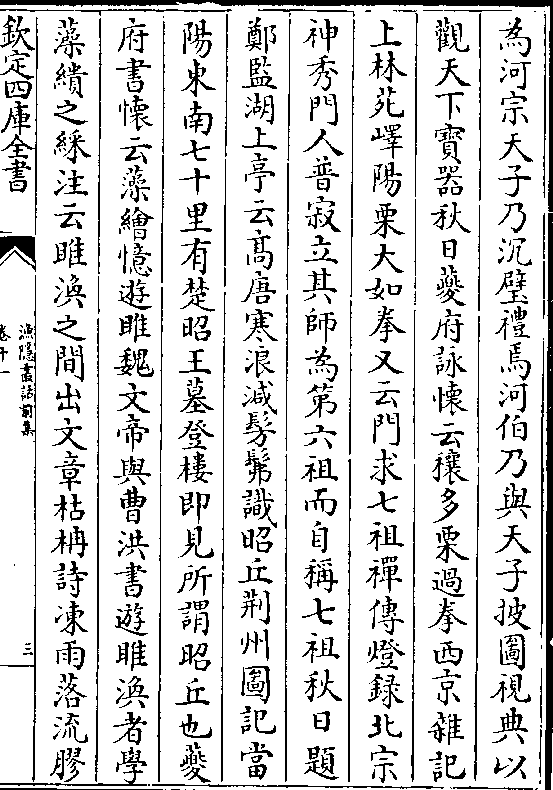 為河宗天子乃沉璧禮焉河伯乃與天子披圖視典以
觀天下寶器秋日夔府詠懷云穰多栗過拳西京雜記
上林苑嶧陽栗大如拳又云門求七祖禪傳燈錄北宗
神秀門人普寂立其師為第六祖而自稱七祖秋日題
鄭監湖上亭云髙唐寒浪減髣髴識昭丘荆州圖記當
陽東南七十里有楚昭王墓登樓即見所謂昭丘也夔
府書懷云藻繪憶遊睢魏文帝與曹洪書遊睢渙者學
藻繢之綵注云睢渙之間出文章枯柟詩凍雨落流膠
欽定四庫全書
漁隱叢話前集
卷十一
三